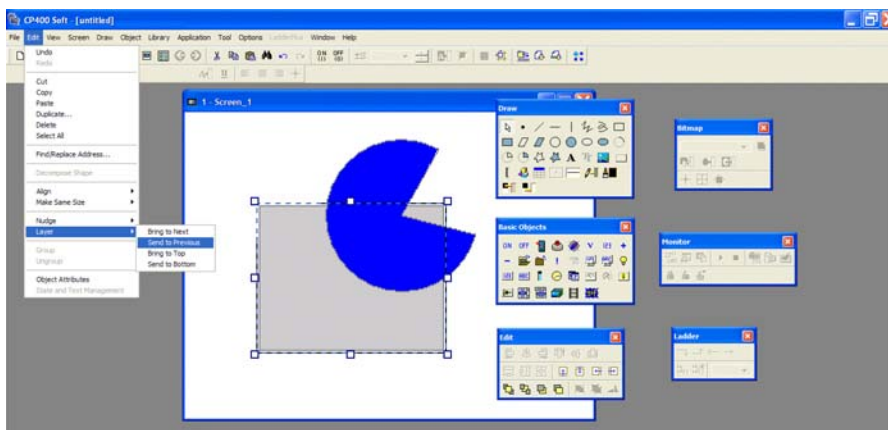 CP400 Soft - [untitled]
File Edit View Screen Draw Object Library Application Tool Options Window Help
Undo
Redo
Cut
Copy
Paste
Duplicate...
Delete
Select All
Find/Replace Address...
Decompose Shape
Align
Make Same Size
Nudge
Layer
Group
Ungroup
Object Attributes
State and Text Management
Bring to Next
Send to Previous
Bring to Top
Send to Bottom
1 - Screen_1
Draw
Bitmap
Basic Objects
ON OFF
Monitor
Edit
Ladder